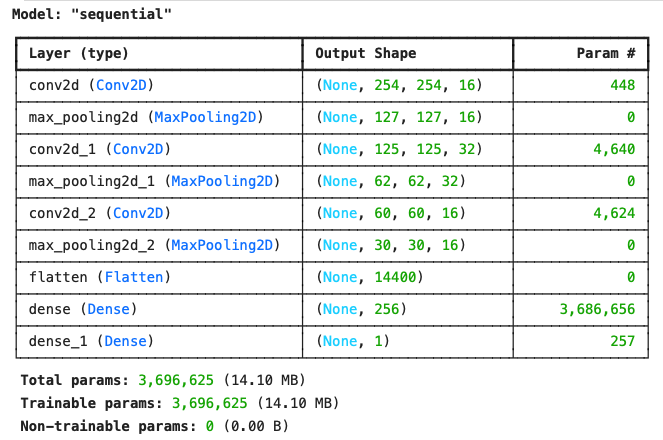 Model: "sequential"
Layer (type) Output Shape Param #
conv2d (Conv2D) (None, 254, 254, 16) 448
max_pooling2d (MaxPooling2D) (None, 127, 127, 16) 0
conv2d_1 (Conv2D) (None, 125, 125, 32) 4,640
max_pooling2d_1 (MaxPooling2D) (None, 62, 62, 32) 0
conv2d_2 (Conv2D) (None, 60, 60, 16) 4,624
max_pooling2d_2 (MaxPooling2D) (None, 30, 30, 16) 0
flatten (Flatten) (None, 14400) 0
dense (Dense) (None, 256) 3,686,656
dense_1 (Dense) (None, 1) 257
Total params: 3,696,625 (14.10 MB)
Trainable params: 3,696,625 (14.10 MB)
Non-trainable params: 0 (0.00 B)